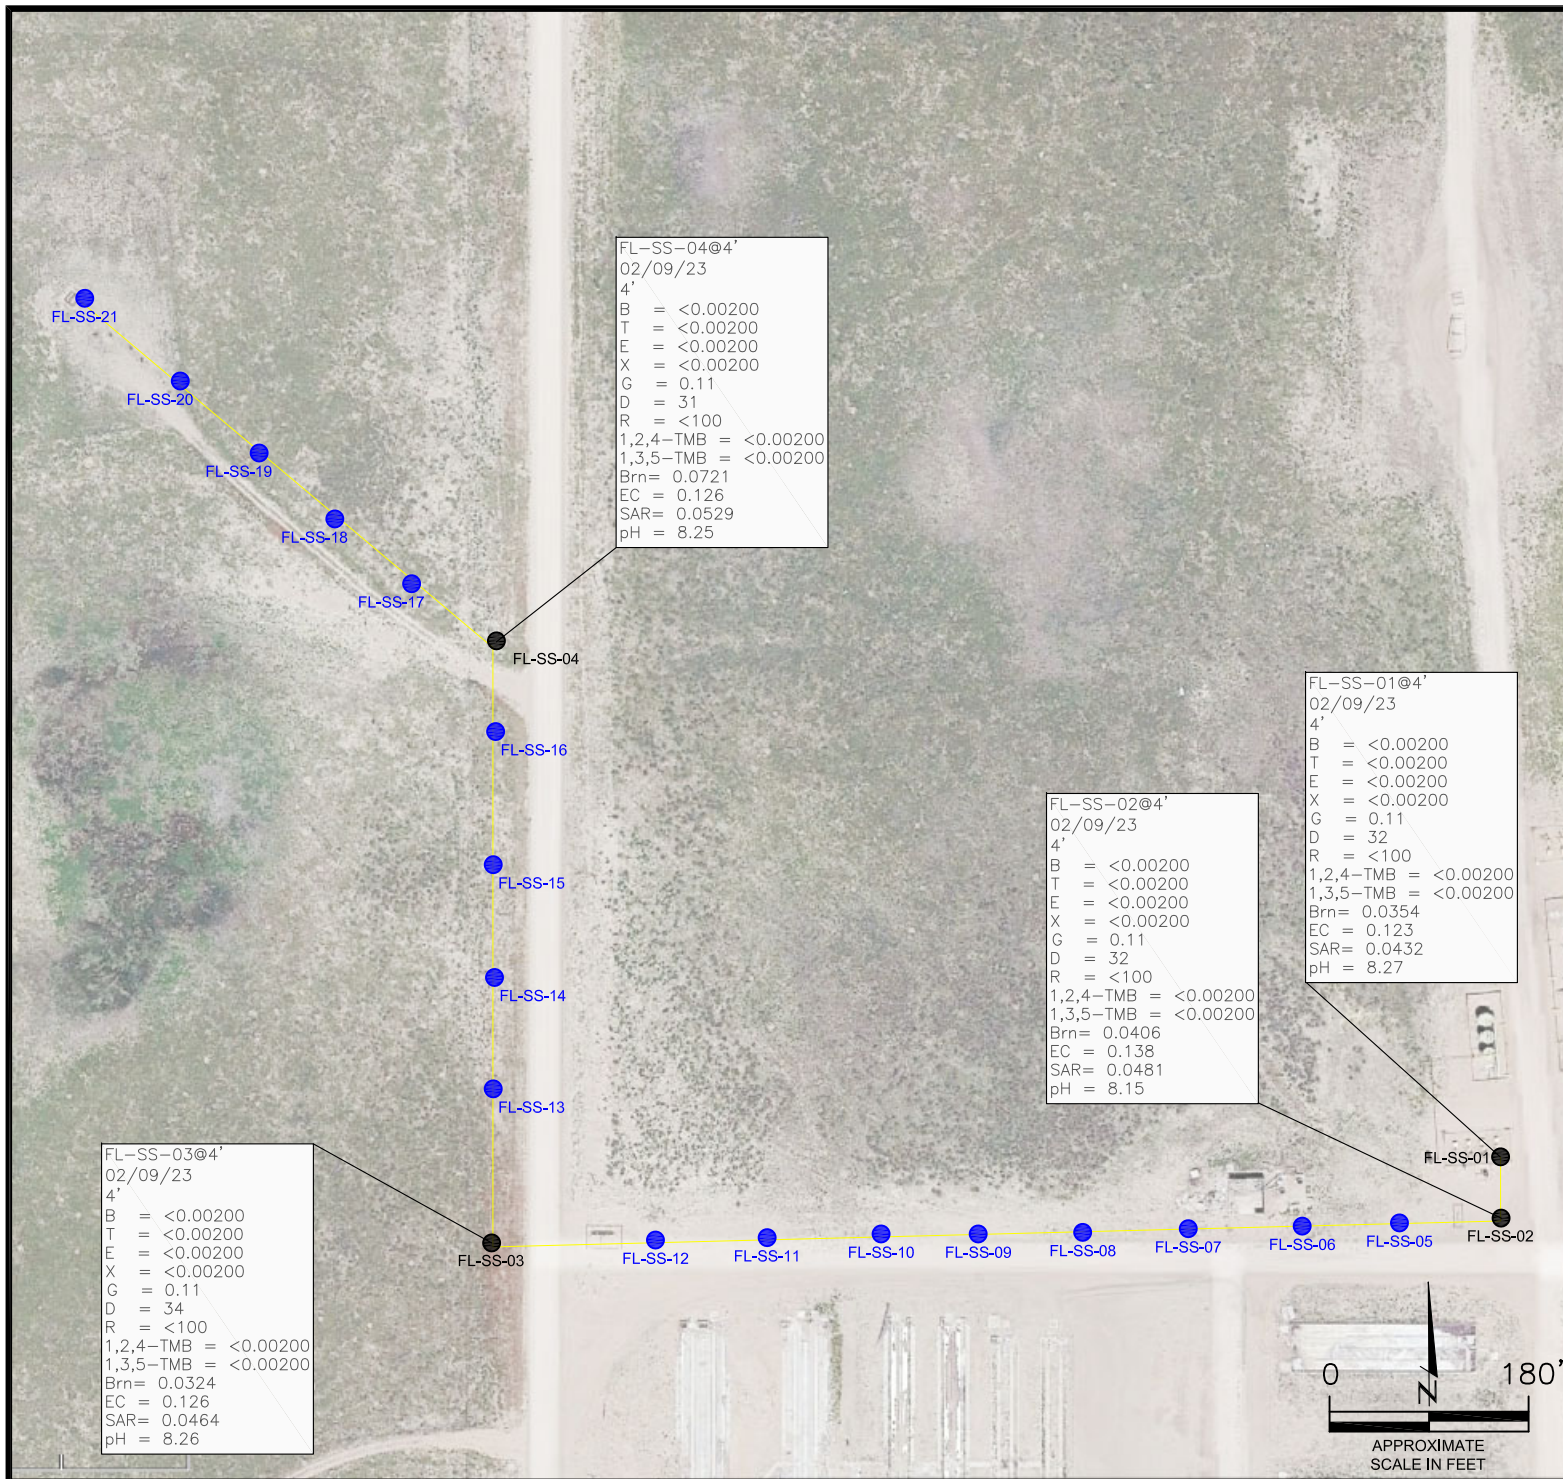 FL-SS-04@4'
02/09/23
4'
B = <0.00200
T = <0.00200
E = <0.00200
X = <0.00200
G = 0.11
D = 31
R = <100
1,2,4-TMB = <0.00200
1,3,5-TMB = <0.00200
Brn= 0.0721
EC = 0.126
SAR= 0.0529
pH = 8.25
FL-SS-21
FL-SS-20
FL-SS-19
FL-SS-18
FL-SS-17
FL-SS-04
FL-SS-16
FL-SS-15
FL-SS-14
FL-SS-13
FL-SS-01@4'
02/09/23
4'
B = <0.00200
T = <0.00200
E = <0.00200
X = <0.00200
G = 0.11
D = 32
R = <100
1,2,4-TMB = <0.00200
1,3,5-TMB = <0.00200
Brn= 0.0354
EC = 0.123
SAR= 0.0432
pH = 8.27
FL-SS-02@4'
02/09/23
4'
B = <0.00200
T = <0.00200
E = <0.00200
X = <0.00200
G = 0.11
D = 32
R = <100
1,2,4-TMB = <0.00200
1,3,5-TMB = <0.00200
Brn= 0.0406
EC = 0.138
SAR= 0.0481
pH = 8.15
FL-SS-03@4'
02/09/23
4'
B = <0.00200
T = <0.00200
E = <0.00200
X = <0.00200
G = 0.11
D = 34
R = <100
1,2,4-TMB = <0.00200
1,3,5-TMB = <0.00200
Brn= 0.0324
EC = 0.126
SAR= 0.0464
pH = 8.26
FL-SS-01
FL-SS-03
FL-SS-12
FL-SS-11
FL-SS-10
FL-SS-09
FL-SS-08
FL-SS-07
FL-SS-06
FL-SS-05
FL-SS-02
0 N 180'
APPROXIMATE
SCALE IN FEET